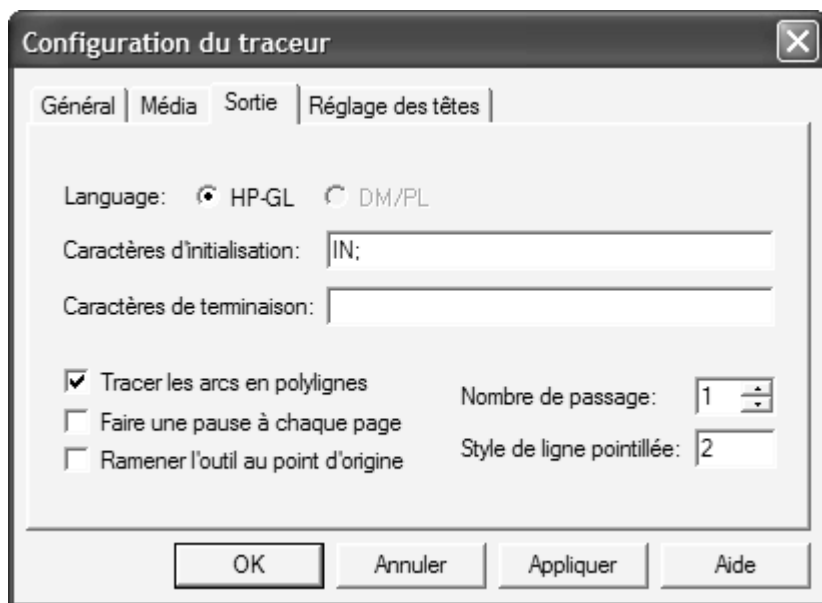 Configuration du traceur
Général Média Sortie Réglage des têtes
Language: HP-GL DM/PL
Caractères d'initialisation: IN;
Caractères de terminaison:
Tracer les arcs en polylignes
Faire une pause à chaque page
Ramener l'outil au point d'origine
Nombre de passage: 1
Style de ligne pointillée: 2
OK Annuler Appliquer Aide